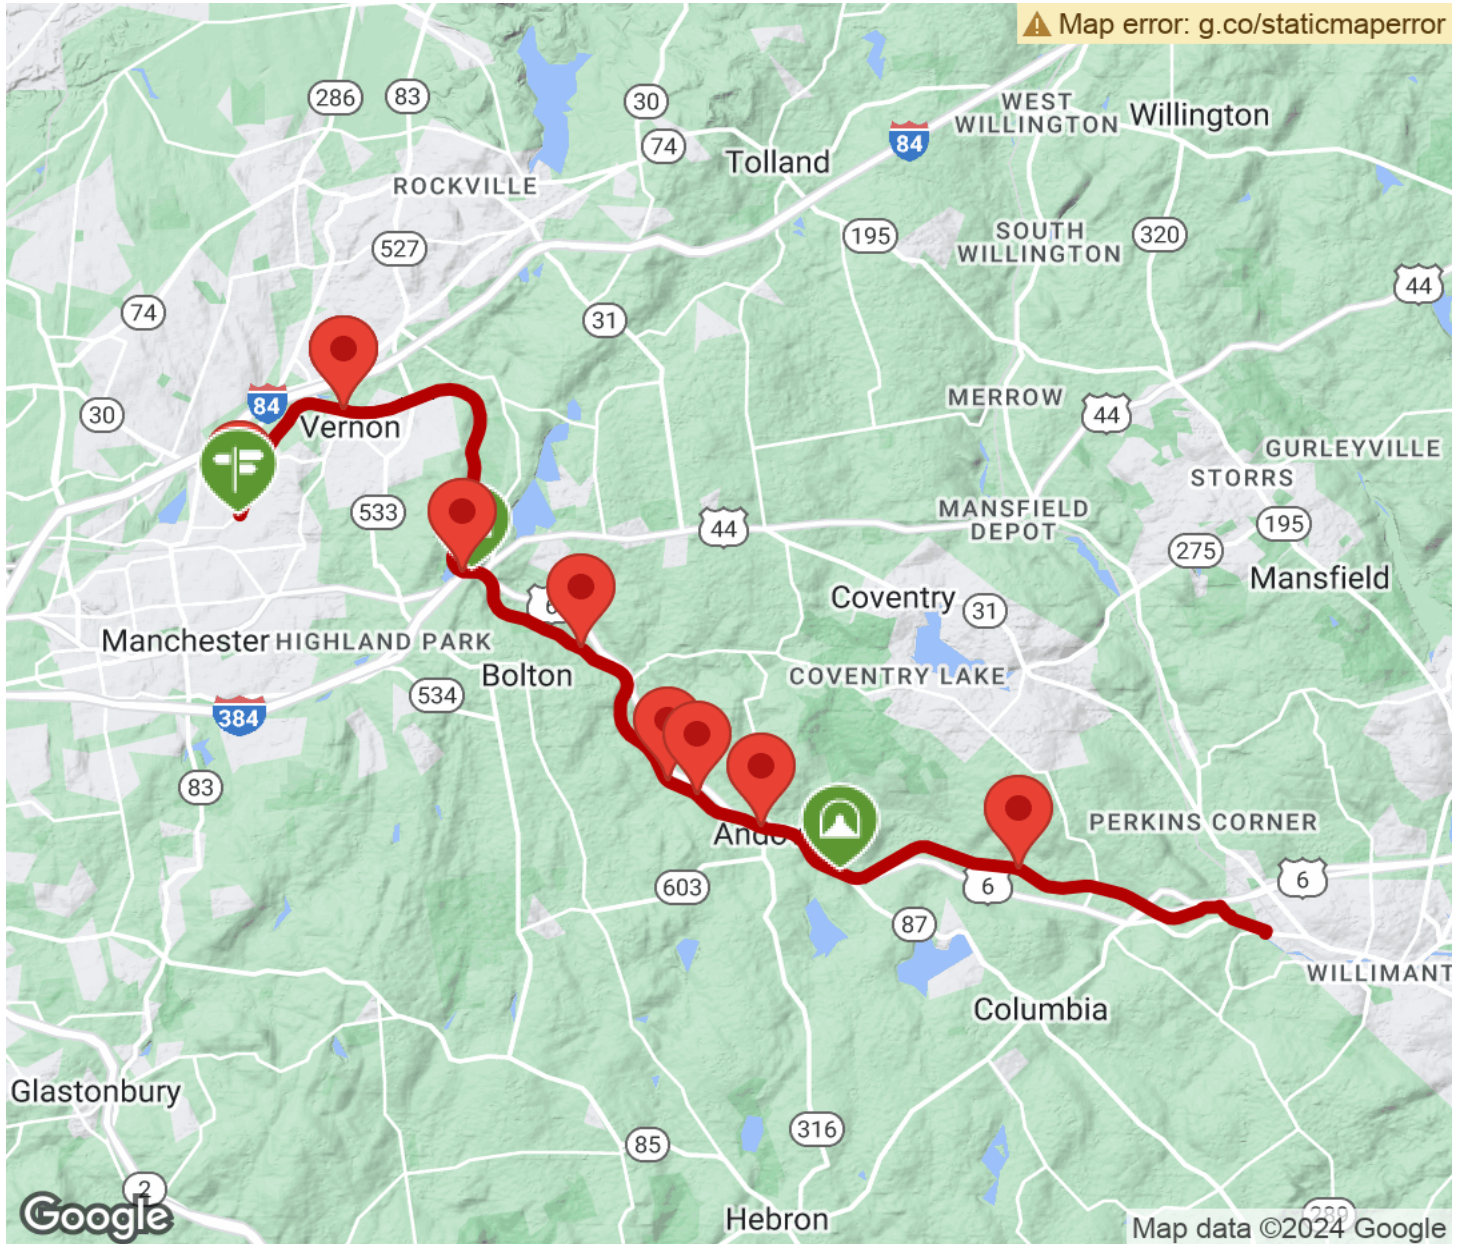 Map error: g.co/staticmaperror
286
83
30
74
WEST
WILLINGTON
Willington
84
Tolland
ROCKVILLE
527
195
SOUTH
WILLINGTON
320
44
74
31
84
30
Vernon
MERROW
44
GURLEYVILLE
STORRS
533
44
MANSFIELD
DEPOT
195
275
Mansfield
Coventry
31
6
Manchester
HIGHLAND PARK
Bolton
COVENTRY LAKE
534
384
83
PERKINS CORNER
603
6
6
87
WILLIMANT
Columbia
Glastonbury
316
85
2
Google
Hebron
289
Map data ©2024 Google